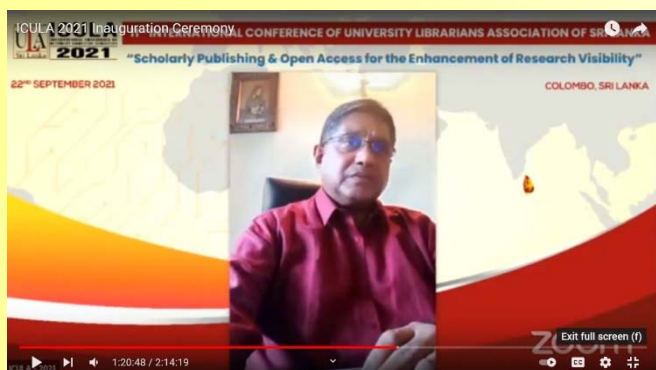 ICULA 2021 Inauguration Ceremony
INTERNATIONAL CONFERENCE OF UNIVERSITY LIBRARIANS ASSOCIATION OF SRI LANKA
ULA
Sri Lanka
2021
“Scholarly Publishing & Open Access for the Enhancement of Research Visibility”
22ND SEPTEMBER 2021
COLOMBO, SRI LANKA
Exit full screen (f)
zoom
1:20:48 / 2:14:19
CC